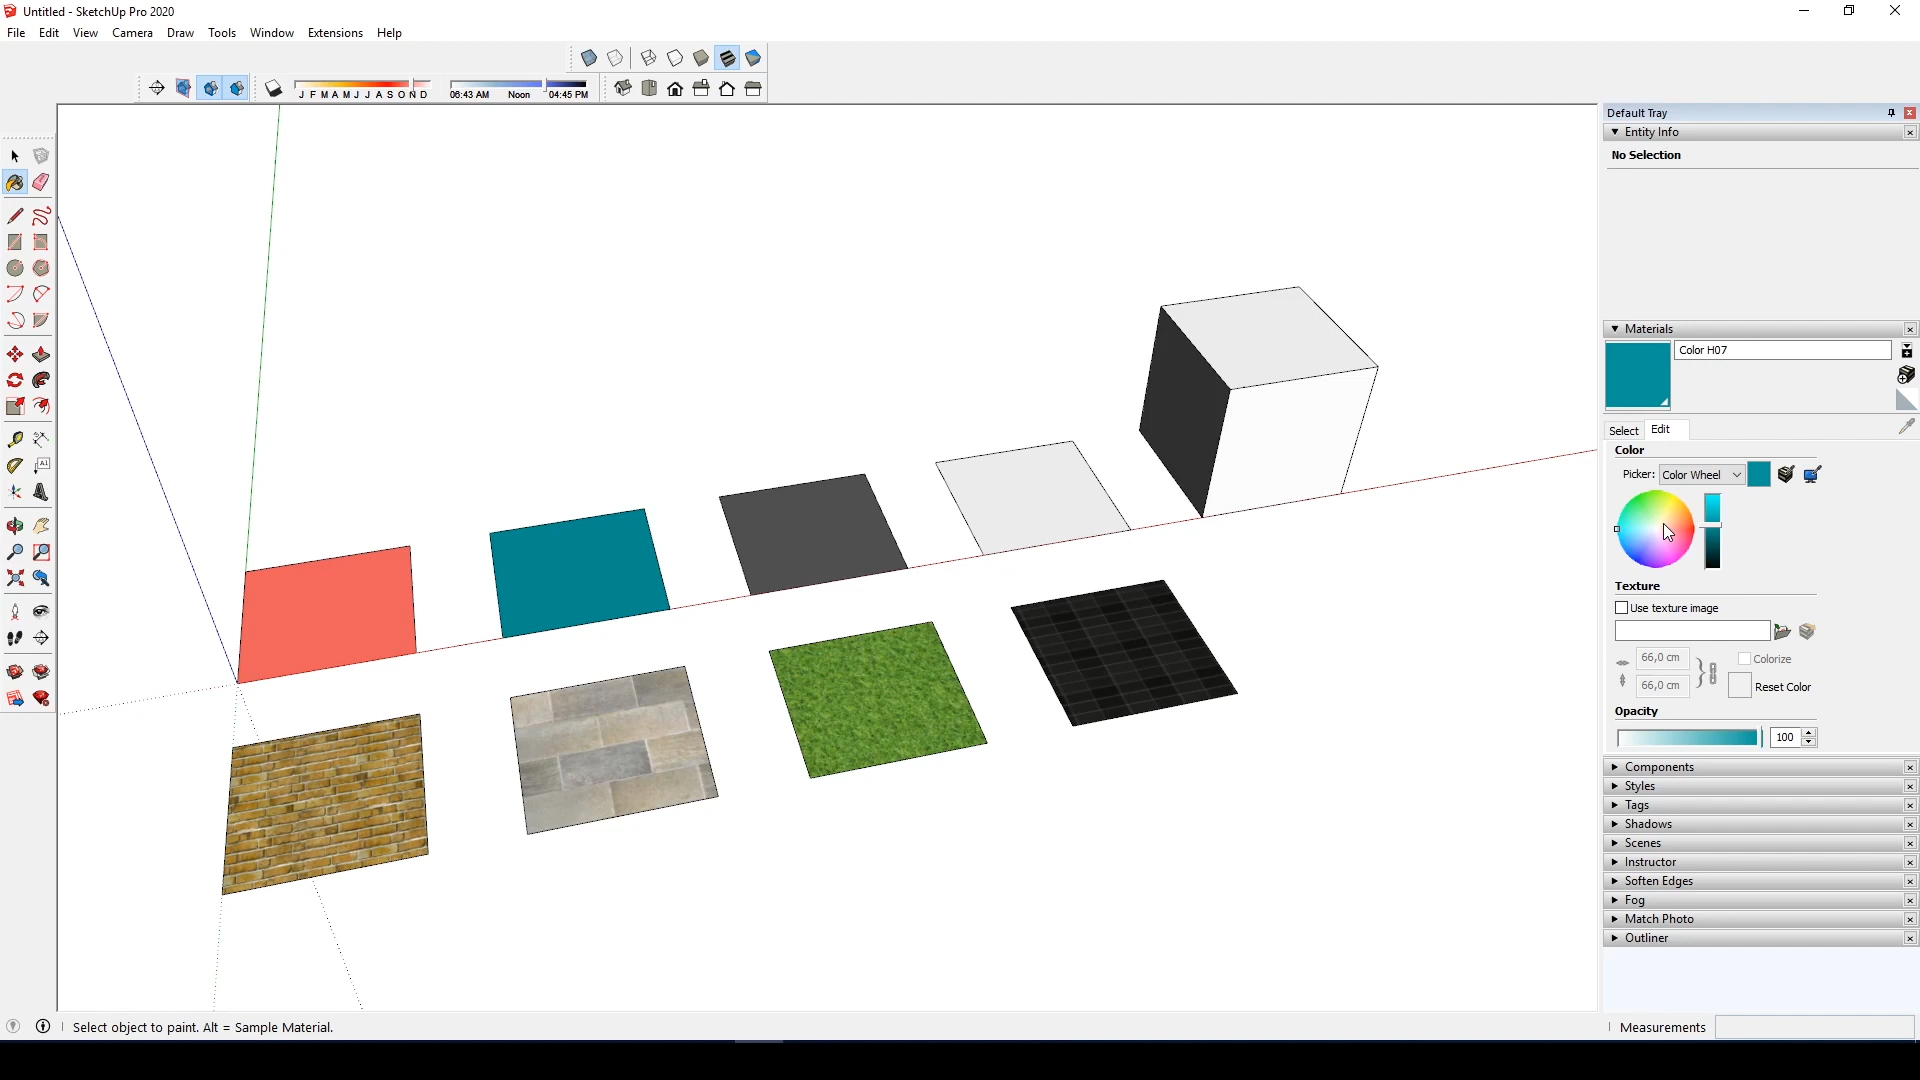 Untitled - SketchUp Pro 2020
File Edit View Camera Draw Tools Window Extensions Help
J F M A M J J A S O N D 06:43 AM Noon 04:45 PM
Default Tray
Entity Info
No Selection
Materials
Color H07
Select Edit
Color
Picker: Color Wheel
Texture
Use texture image
66,0 cm Colorize
66,0 cm Reset Color
Opacity
100
Components
Styles
Tags
Shadows
Scenes
Instructor
Soften Edges
Fog
Match Photo
Outliner
A1
Select object to paint. Alt = Sample Material.
Measurements